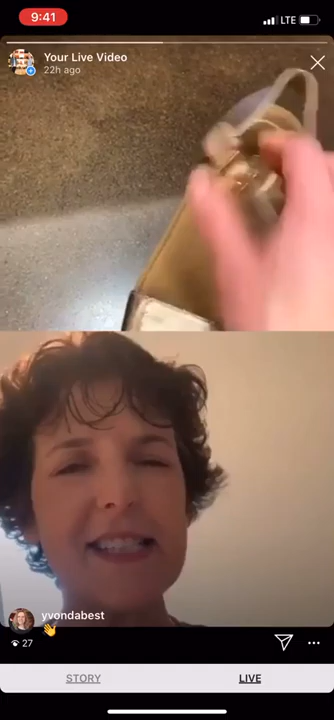 9:41
LTE
Your Live Video
22h ago
yvondabest
👋
27
STORY
LIVE